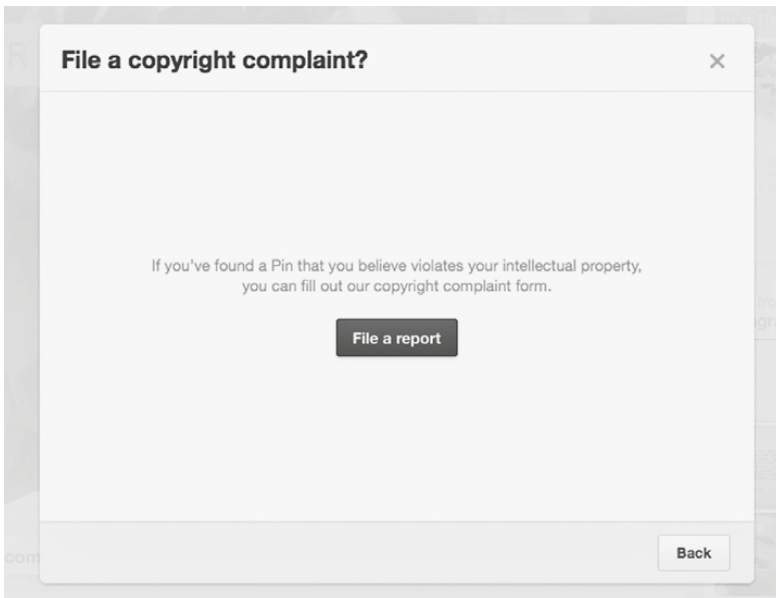 File a copyright complaint?
If you've found a Pin that you believe violates your intellectual property,
you can fill out our copyright complaint form.
File a report
Back
com